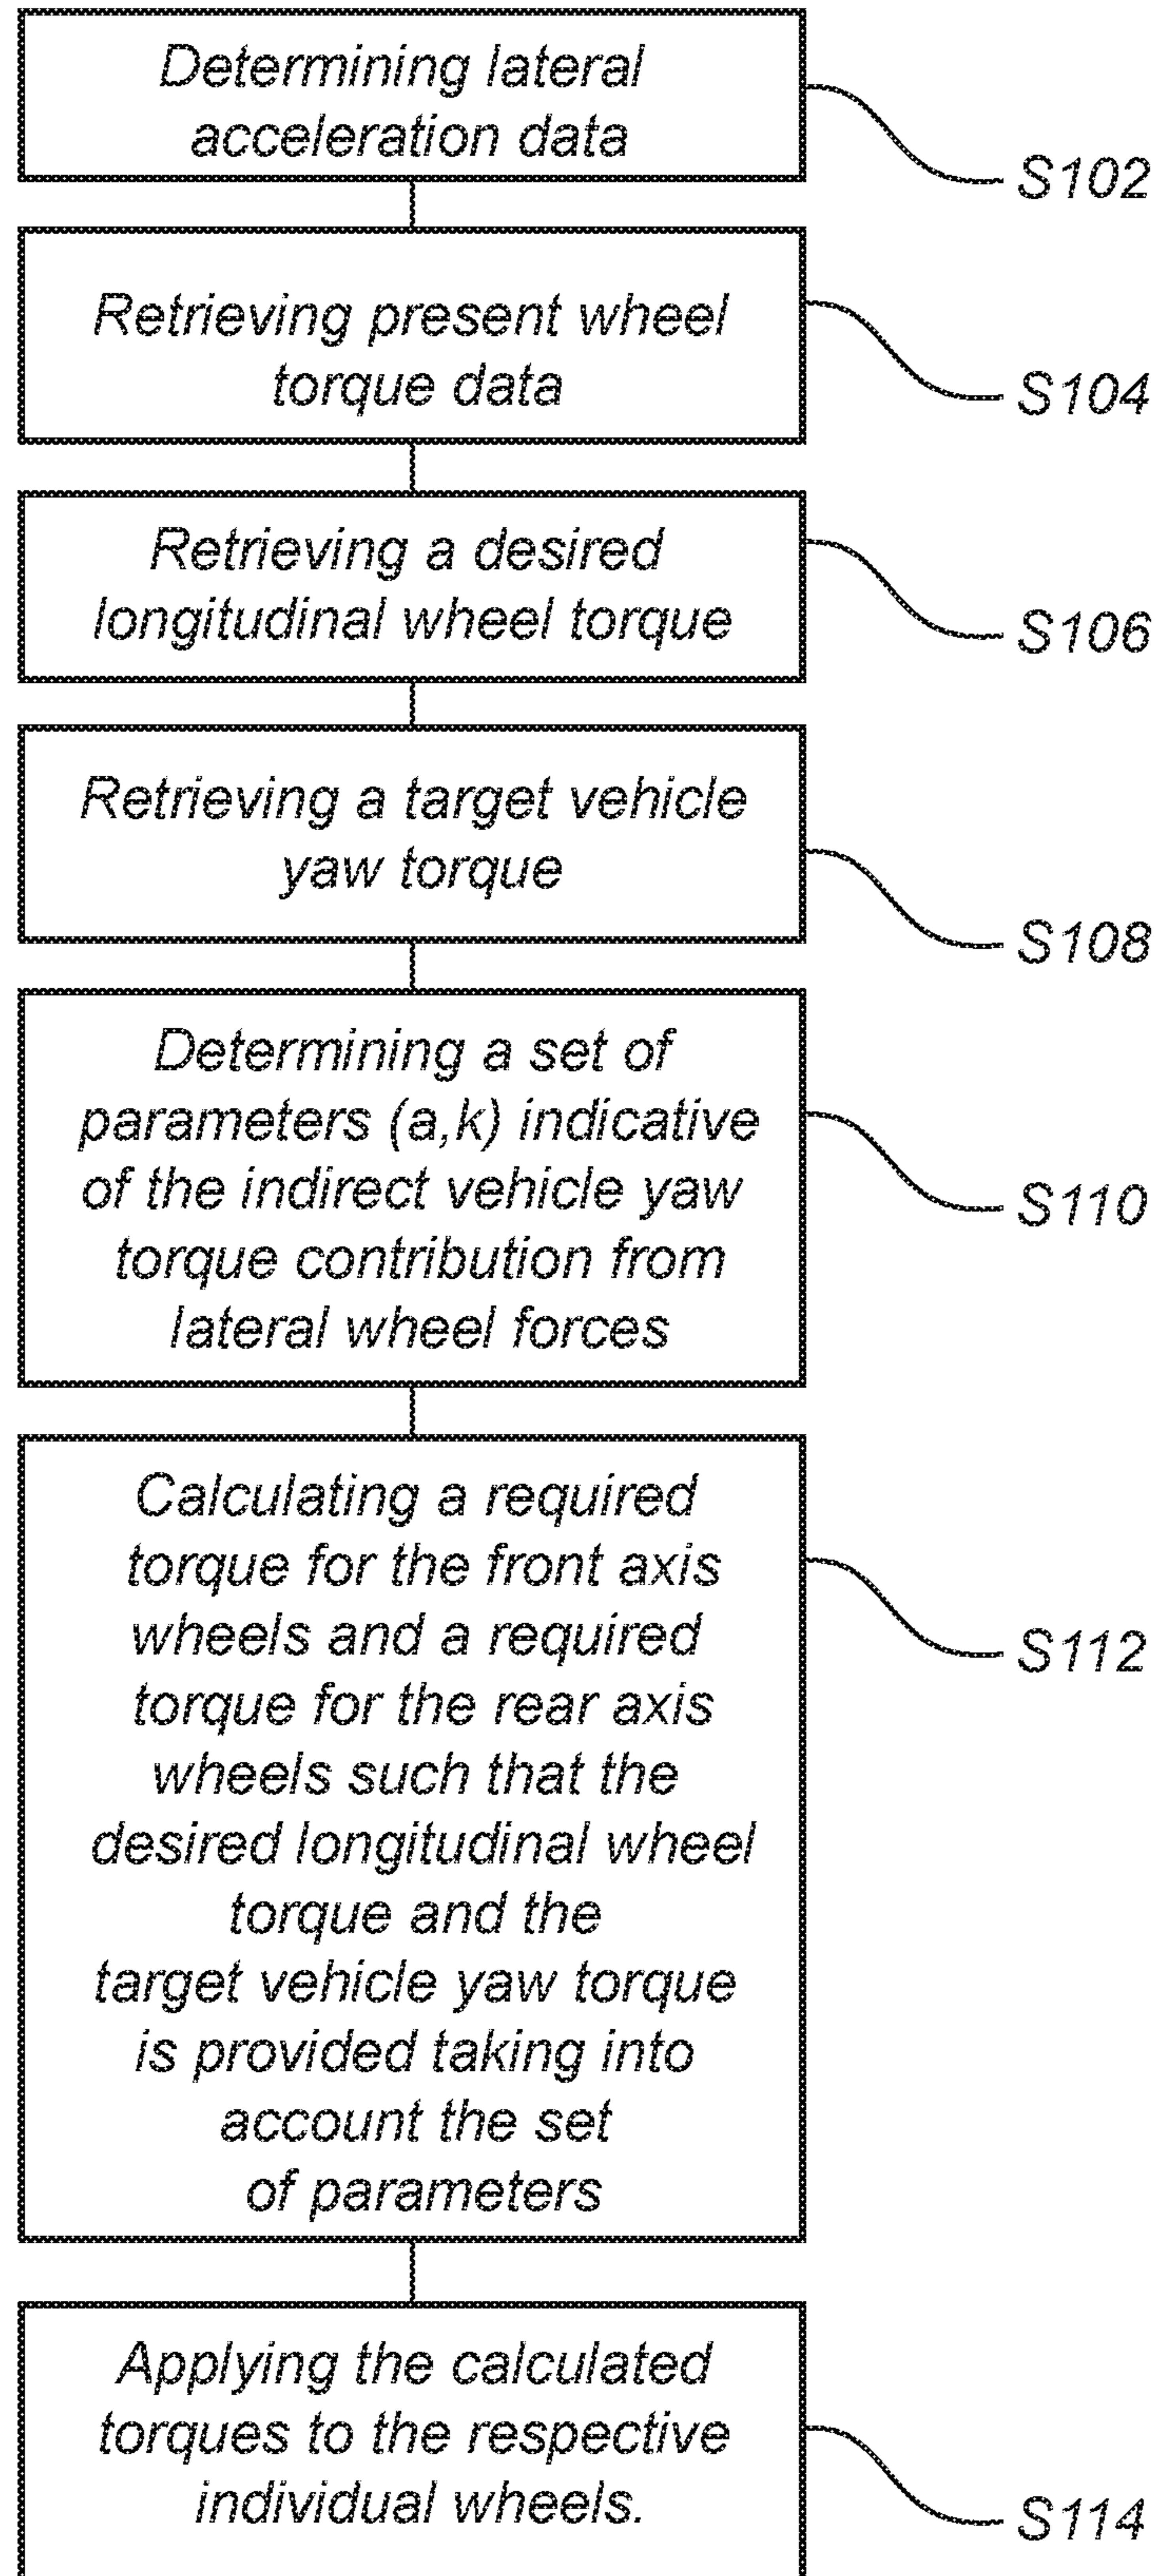 Determining lateral
acceleration data
S102
Retrieving present wheel
torque data
S104
Retrieving a desired
longitudinal wheel torque
S106
Retrieving a target vehicle
yaw torque
S108
Determining a set of
parameters (a,k) indicative
of the indirect vehicle yaw
torque contribution from
lateral wheel forces
S110
Calculating a required
torque for the front axis
wheels and a required
torque for the rear axis
wheels such that the
desired longitudinal wheel
torque and the
target vehicle yaw torque
is provided taking into
account the set
of parameters
S112
Applying the calculated
torques to the respective
individual wheels.
S114